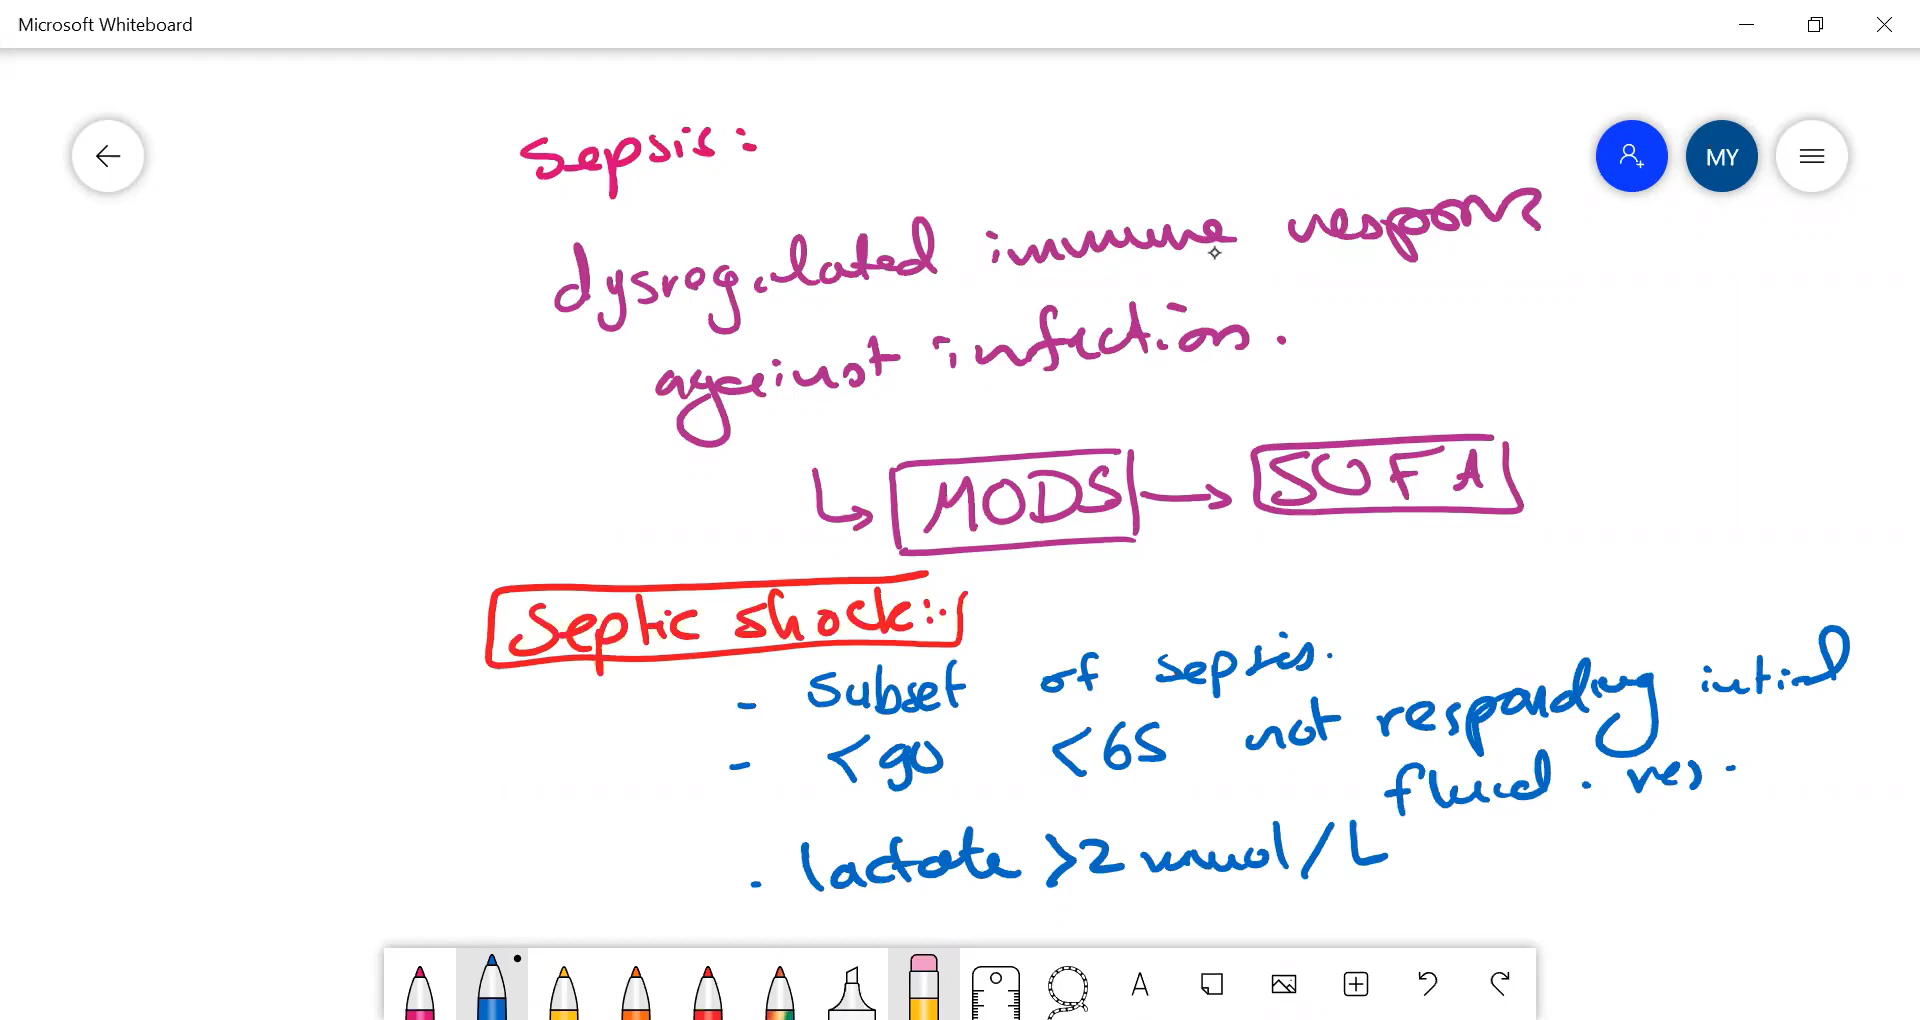 Microsoft Whiteboard
MY
Sepsis:
dysregulated immune response
against infection.
MODS → SOFA
Septic shock:
- subset of sepsis.
- <90 <65 not responding intial
fluid. res.
- lactate >2 mmol/L
A